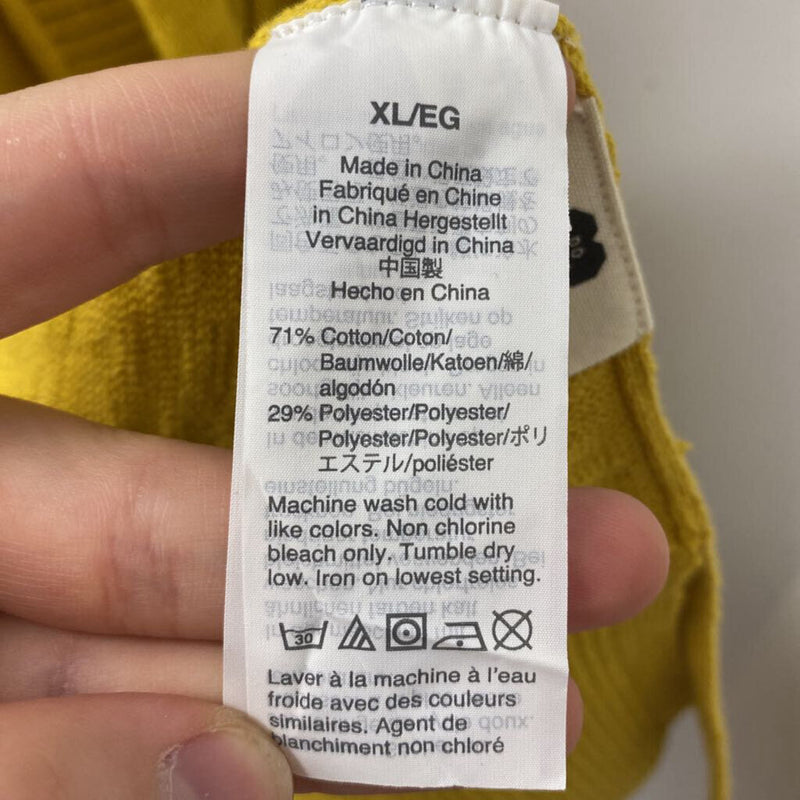 XL/EG
Made in China
Fabriqué en Chine
in China Hergestellt
Vervaardigd in China
中国製
Hecho en China
71% Cotton/Coton/
Baumwolle/Katoen/綿/
algodón
29% Polyester/Polyester/
Polyester/Polyester/ポリ
エステル/poliéster
Machine wash cold with
like colors. Non chlorine
bleach only. Tumble dry
low. Iron on lowest setting.
30
Laver à la machine à l'eau
froide avec des couleurs
similaires. Agent de
blanchiment non chloré